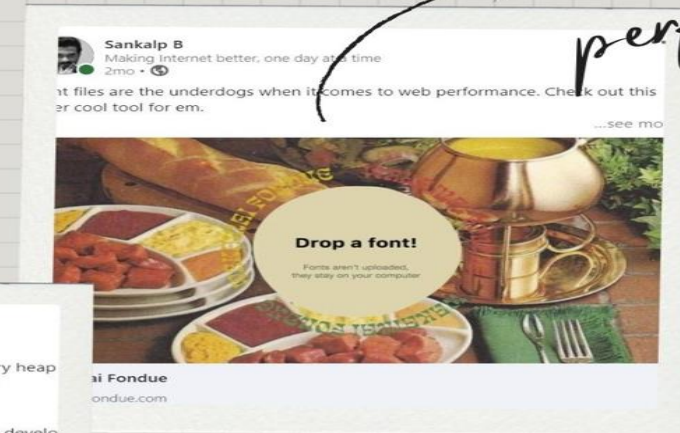 Sankalp B
Making Internet better, one day at a time
2mo •
nt files are the underdogs when it comes to web performance. Check out this
er cool tool for em.
...see mo
per
Drop a font!
Fonts aren't uploaded,
they stay on your computer
ai Fondue
ondue.com
ry heap
develo